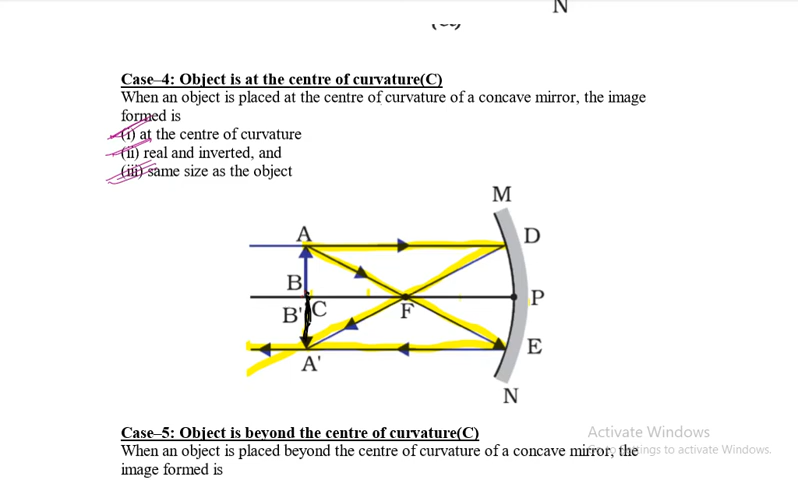 N
Case–4: Object is at the centre of curvature(C)
When an object is placed at the centre of curvature of a concave mirror, the image
formed is
(i) at the centre of curvature
(ii) real and inverted, and
(iii) same size as the object
M
A
D
B
P
B' C
F
E
A'
N
Case–5: Object is beyond the centre of curvature(C)
Activate Windows
When an object is placed beyond the centre of curvature of a concave mirror, the
to activate Windows.
image formed is